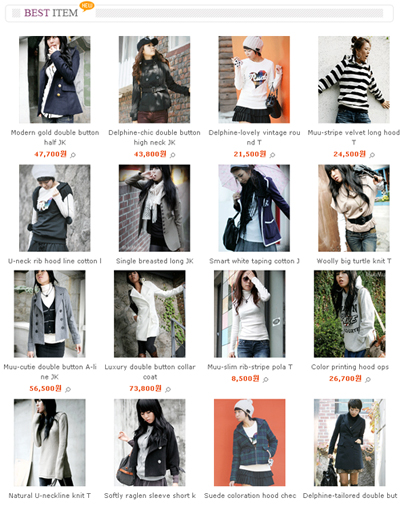 BEST ITEM NEW
Modern gold double button
half JK
47,700원
Delphine-chic double button
high neck JK
43,800원
Delphine-lovely vintage rou
nd T
21,500원
Muu-stripe velvet long hood
T
24,500원
U-neck rib hood line cotton l
Single breasted long JK
Smart white taping cotton J
Woolly big turtle knit T
Muu-cutie double button A-li
ne JK
56,500원
Luxury double button collar
coat
73,800원
Muu-slim rib-stripe pola T
8,500원
Color printing hood ops
26,700원
Natural U-neckline knit T
Softly raglen sleeve short k
Suede coloration hood chec
Delphine-tailored double but